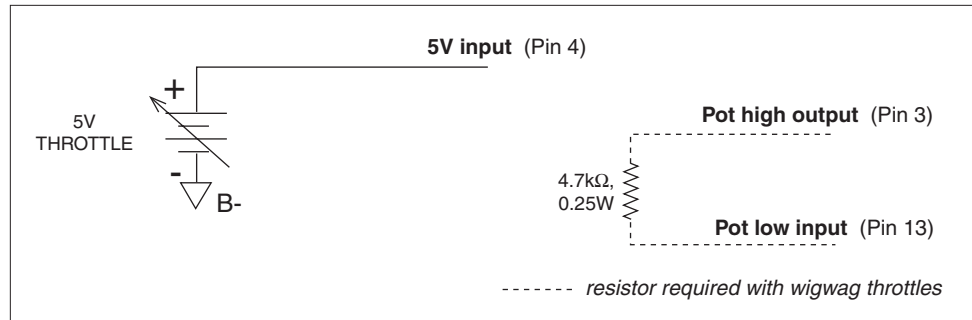 5V input (Pin 4)
+
5V
THROTTLE
Pot high output (Pin 3)
-
B-
4.7kΩ,
0.25W
Pot low input (Pin 13)
resistor required with wigwag throttles